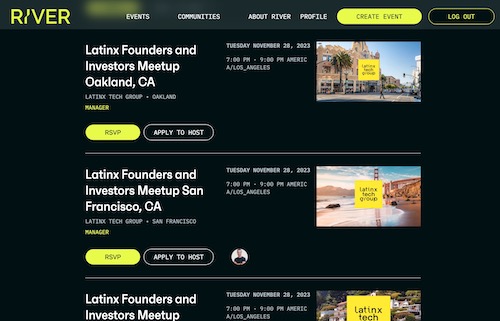 RIVER
EVENTS
COMMUNITIES
ABOUT RIVER
PROFILE
CREATE EVENT
LOG OUT
Latinx Founders and
Investors Meetup
Oakland, CA
LATINX TECH GROUP • OAKLAND
MANAGER
RSVP
APPLY TO HOST
TUESDAY NOVEMBER 28, 2023
7:00 PM - 9:00 PM AMERIC
A/LOS_ANGELES
latinx
tech
group
Latinx Founders and
Investors Meetup San
Francisco, CA
LATINX TECH GROUP • SAN FRANCISCO
MANAGER
RSVP
APPLY TO HOST
TUESDAY NOVEMBER 28, 2023
7:00 PM - 9:00 PM AMERIC
A/LOS_ANGELES
latinx
tech
group
Latinx Founders and
Investors Meetup
TUESDAY NOVEMBER 28, 2023
7:00 PM - 9:00 PM AMERIC
A/LOS_ANGELES
latinx
tech